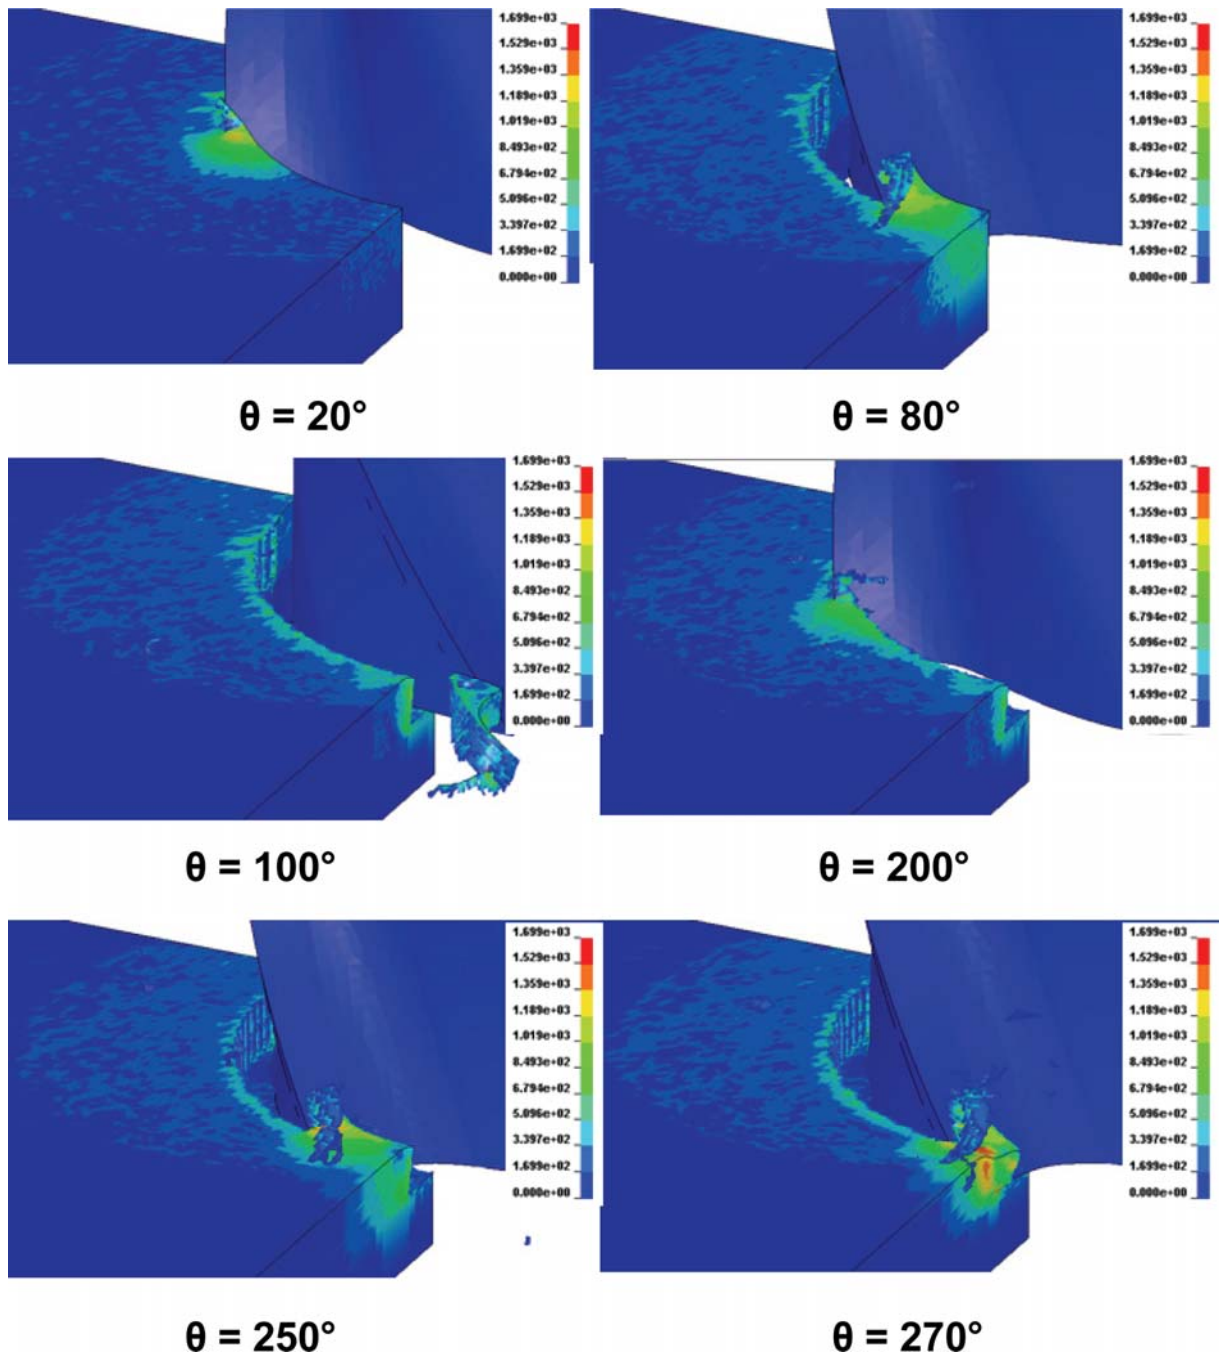 1.699e+03
1.529e+03
1.359e+03
1.189e+03
1.019e+03
8.493e+02
6.794e+02
5.096e+02
3.397e+02
1.699e+02
0.000e+00
θ = 20°
1.699e+03
1.529e+03
1.359e+03
1.189e+03
1.019e+03
8.493e+02
6.794e+02
5.096e+02
3.397e+02
1.699e+02
0.000e+00
θ = 80°
1.699e+03
1.529e+03
1.359e+03
1.189e+03
1.019e+03
8.493e+02
6.794e+02
5.096e+02
3.397e+02
1.699e+02
0.000e+00
θ = 100°
1.699e+03
1.529e+03
1.359e+03
1.189e+03
1.019e+03
8.493e+02
6.794e+02
5.096e+02
3.397e+02
1.699e+02
0.000e+00
θ = 200°
1.699e+03
1.529e+03
1.359e+03
1.189e+03
1.019e+03
8.493e+02
6.794e+02
5.096e+02
3.397e+02
1.699e+02
0.000e+00
θ = 250°
1.699e+03
1.529e+03
1.359e+03
1.189e+03
1.019e+03
8.493e+02
6.794e+02
5.096e+02
3.397e+02
1.699e+02
0.000e+00
θ = 270°